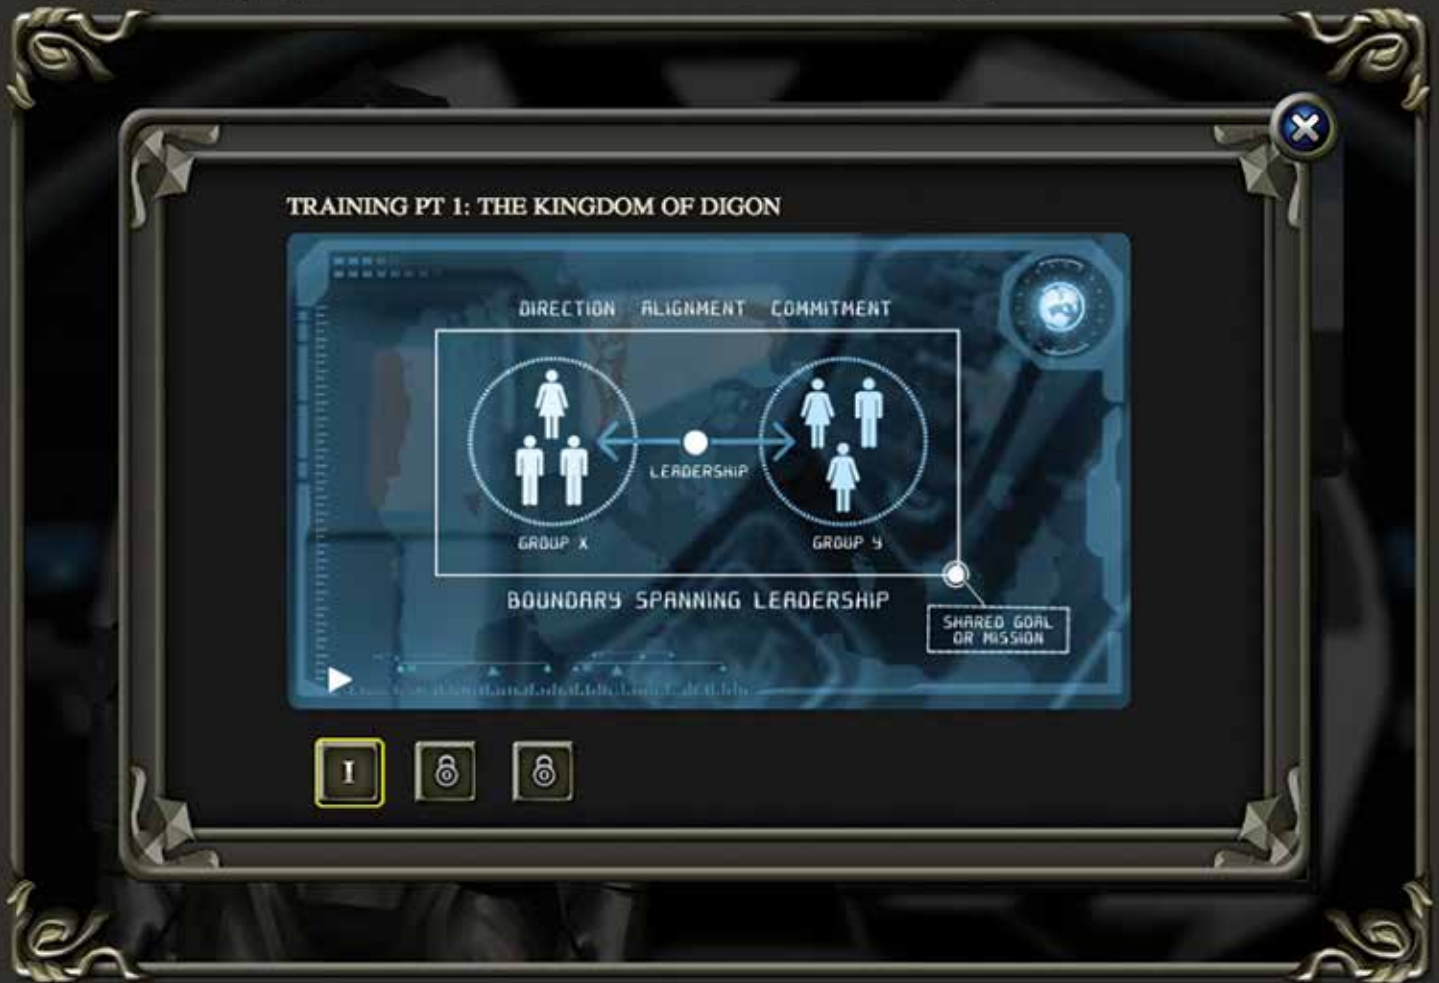 TRAINING PT 1: THE KINGDOM OF DIGON
DIRECTION ALIGNMENT COMMITMENT
LEADERSHIP
GROUP X
GROUP Y
BOUNDARY SPANNING LEADERSHIP
SHARED GOAL
OR MISSION
I